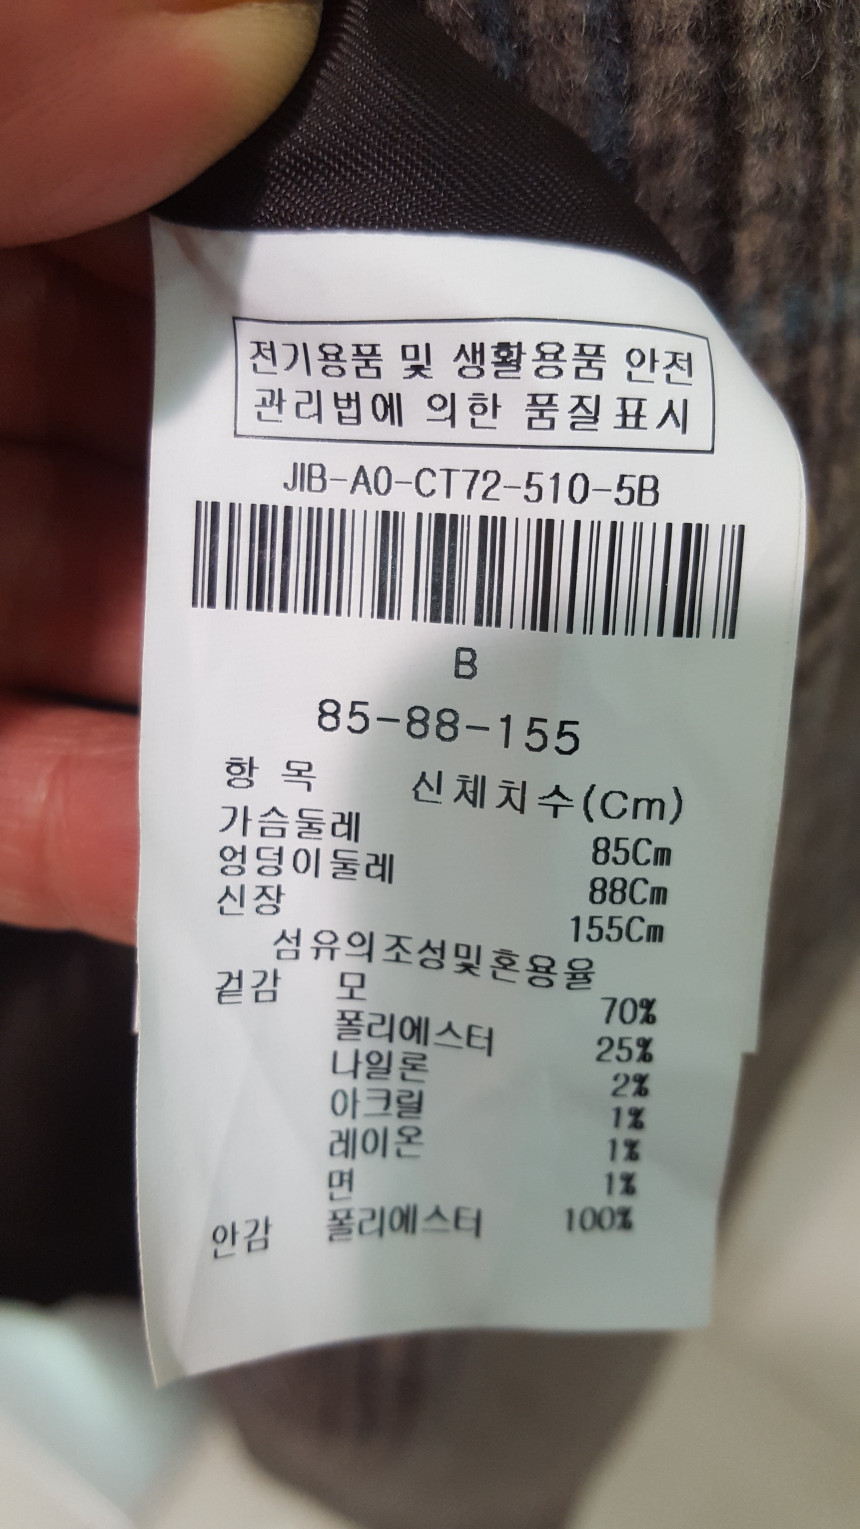 전기용품 및 생활용품 안전
관리법에 의한 품질표시
JIB-A0-CT72-510-5B
B
85-88-155
항 목 신체치수(Cm)
가슴둘레 85Cm
엉덩이둘레 88Cm
신장 155Cm
섬유의조성및혼용율
겉감 모 70%
폴리에스터 25%
나일론 2%
아크릴 1%
레이온 1%
면 1%
안감 폴리에스터 100%